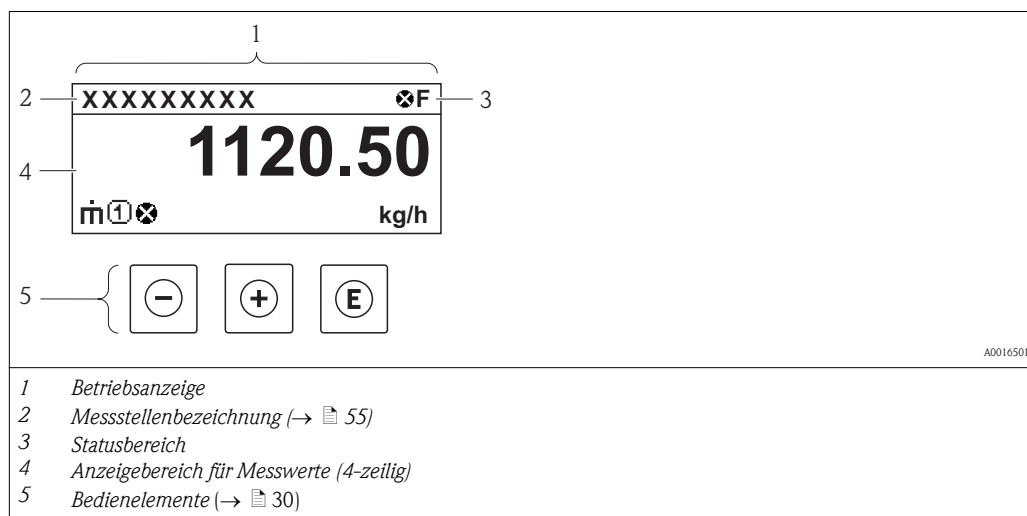 1
2 XXXXXXXXX F 3
4 1120.50
ṁ 1 kg/h
5 - + E
A0016501
1 Betriebsanzeige
2 Messstellenbezeichnung (→ 55)
3 Statusbereich
4 Anzeigebereich für Messwerte (4-zeilig)
5 Bedienelemente (→ 30)